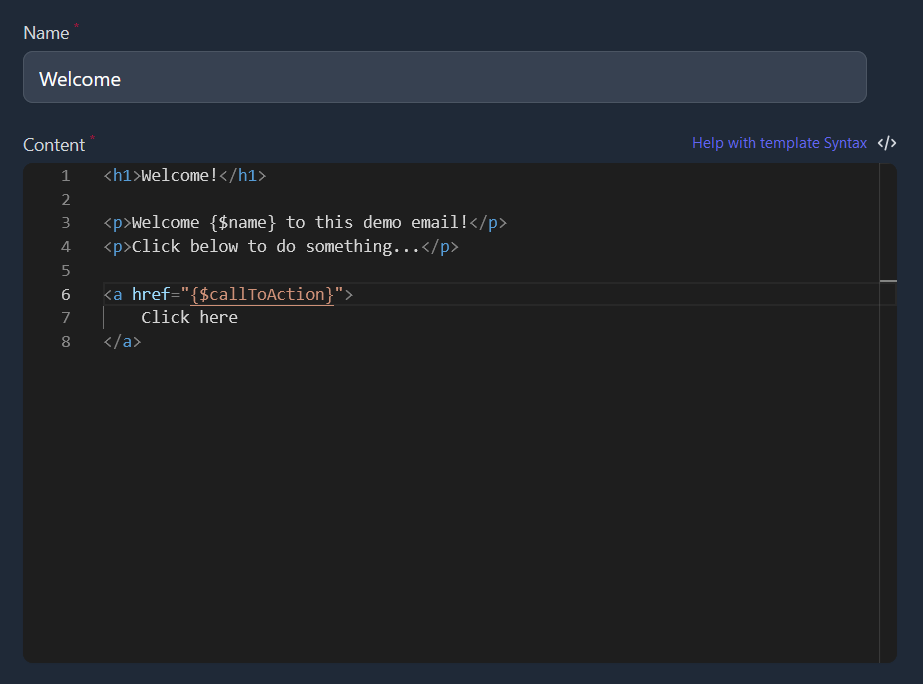 Name *
Welcome
Content *
Help with template Syntax </>
1 <h1>Welcome!</h1>
2
3 <p>Welcome {$name} to this demo email!</p>
4 <p>Click below to do something...</p>
5
6 <a href="{$callToAction}">
7     Click here
8 </a>